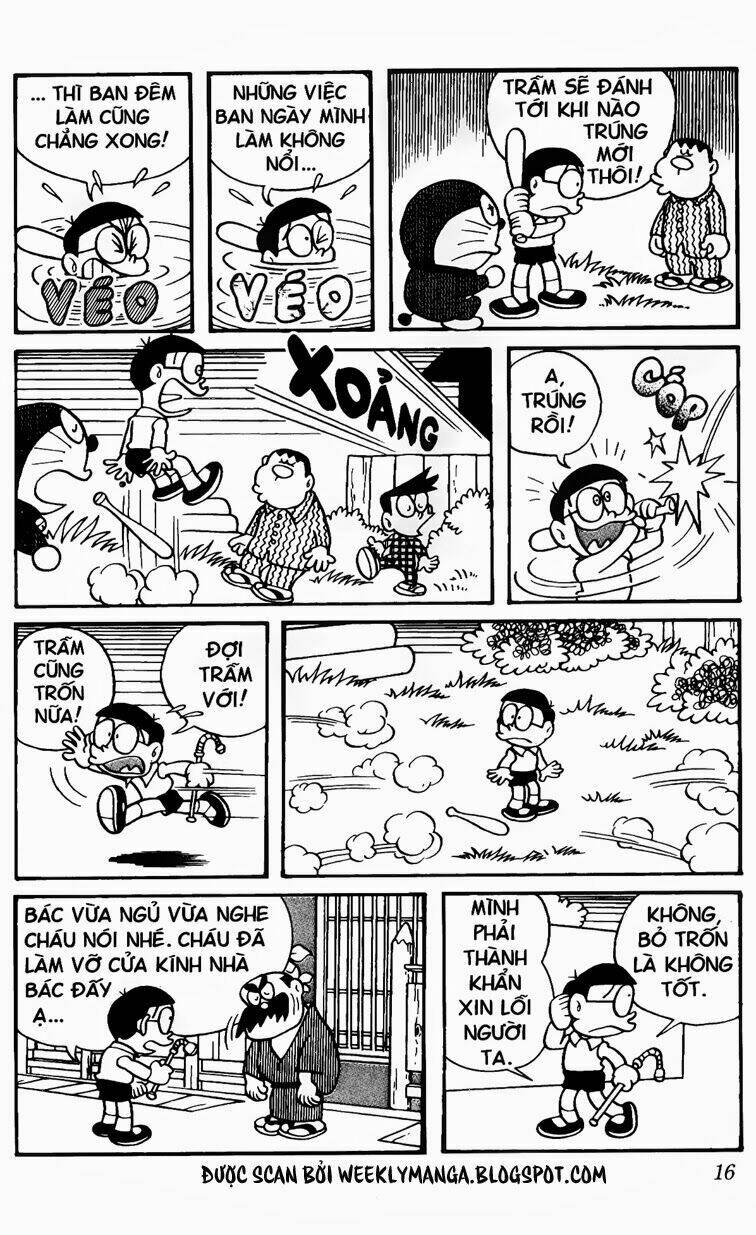 TRẪM SẼ ĐÁNH
TỚI KHI NÀO
TRÚNG
MỚI
THÔI!
NHỮNG VIỆC
BAN NGÀY MÌNH
LÀM KHÔNG
NỔI...
VÉO
... THÌ BAN ĐÊM
LÀM CŨNG
CHẲNG XONG!
VÉO
A,
TRÚNG
RỒI!
CỐP
XOẢNG
ĐỢI
TRẪM
VỚI!
TRẪM
CŨNG
TRỐN
NỮA!
KHÔNG,
BỎ TRỐN
LÀ KHÔNG
TỐT.
MÌNH
PHẢI
THÀNH
KHẨN
XIN LỖI
NGƯỜI
TA.
BÁC VỪA NGỦ VỪA NGHE
CHÁU NÓI NHÉ. CHÁU ĐÃ
LÀM VỠ CỬA KÍNH NHÀ
BÁC ĐẤY
Ạ...
ĐƯỢC SCAN BỞI WEEKLYMANGA.BLOGSPOT.COM
16